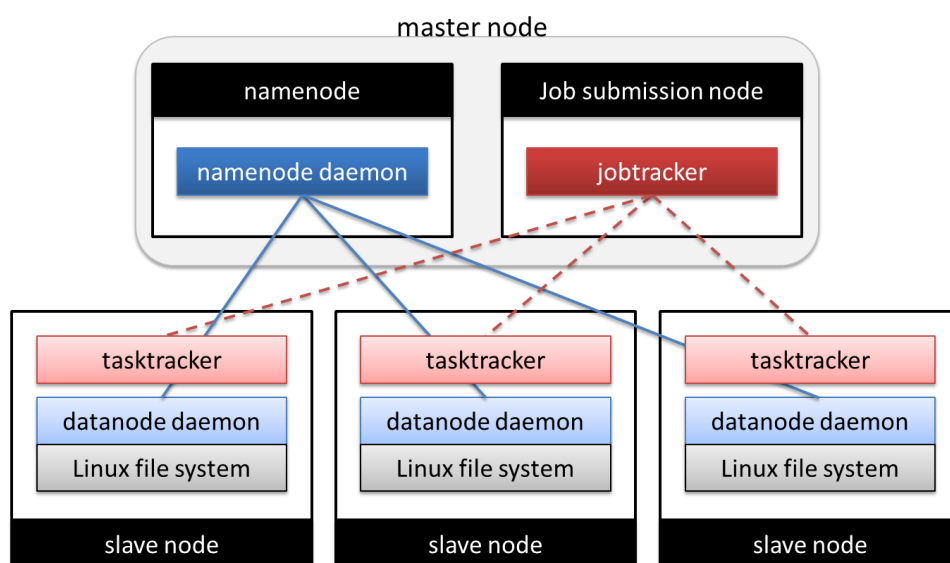 master node
namenode
Job submission node
namenode daemon
jobtracker
tasktracker
tasktracker
tasktracker
datanode daemon
datanode daemon
datanode daemon
Linux file system
Linux file system
Linux file system
slave node
slave node
slave node